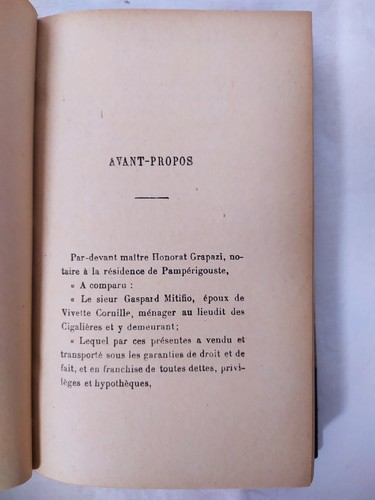 AVANT-PROPOS
Par-devant maître Honorat Grapazi, no-
taire à la résidence de Pampérigouste,
« A comparu :
« Le sieur Gaspard Mitifio, époux de
Vivette Cornille, ménager au lieudit des
Cigalières et y demeurant ;
« Lequel par ces présentes a vendu et
transporté sous les garanties de droit et de
fait, et en franchise de toutes dettes, privi-
lèges et hypothèques,